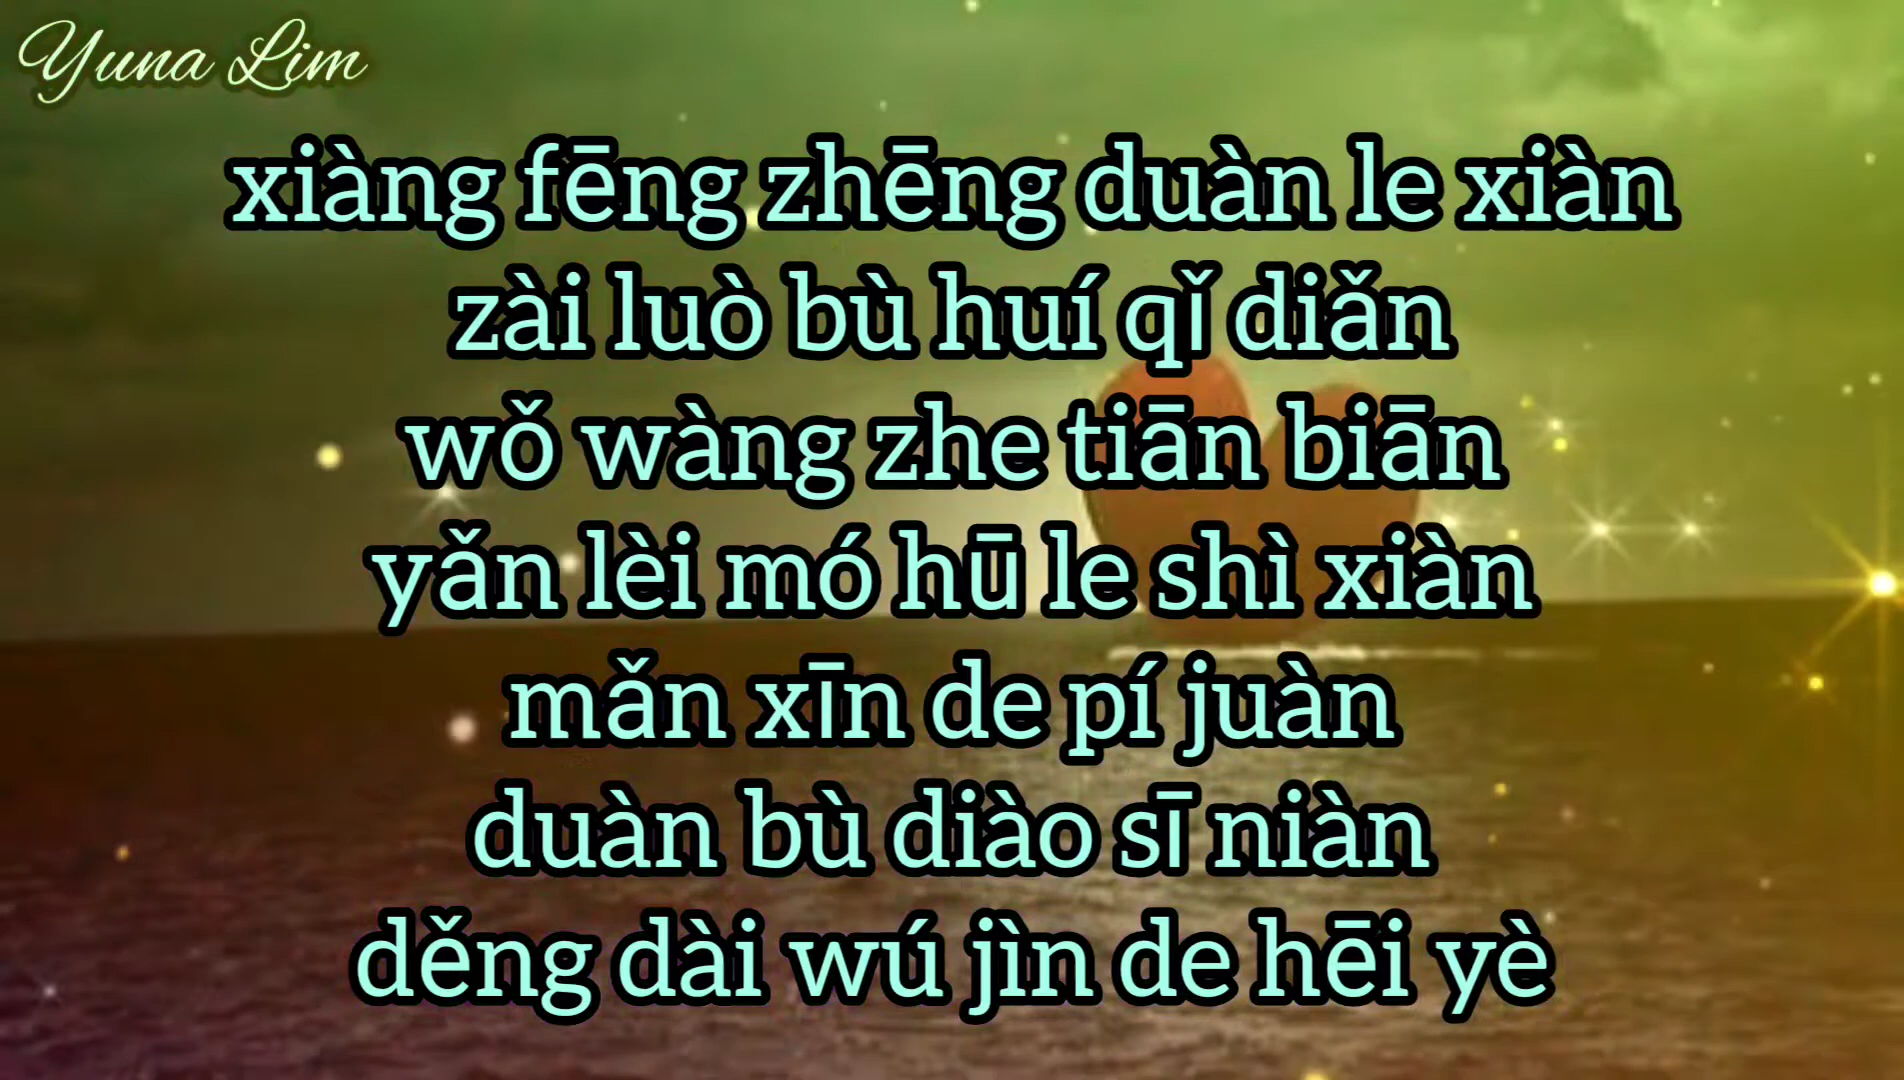 Yuna Lim
xiàng fēng zhēng duàn le xiàn
zài luò bù huí qǐ diǎn
wǒ wàng zhe tiān biān
yǎn lèi mó hū le shì xiàn
mǎn xīn de pí juàn
duàn bù diào sī niàn
děng dài wú jìn de hēi yè